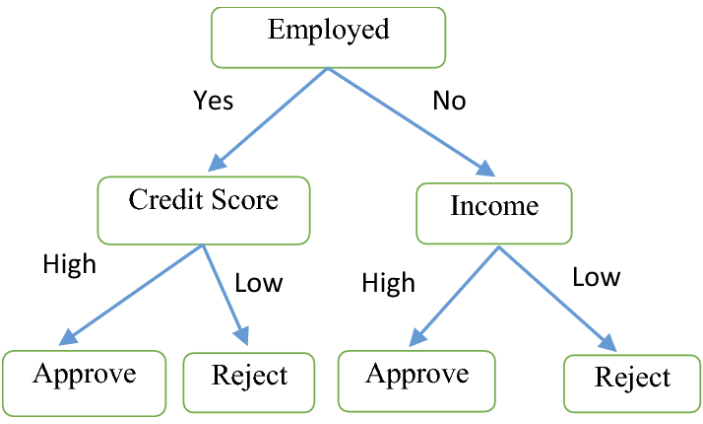 Employed
Yes
No
Credit Score
Income
High
Low
High
Low
Approve
Reject
Approve
Reject